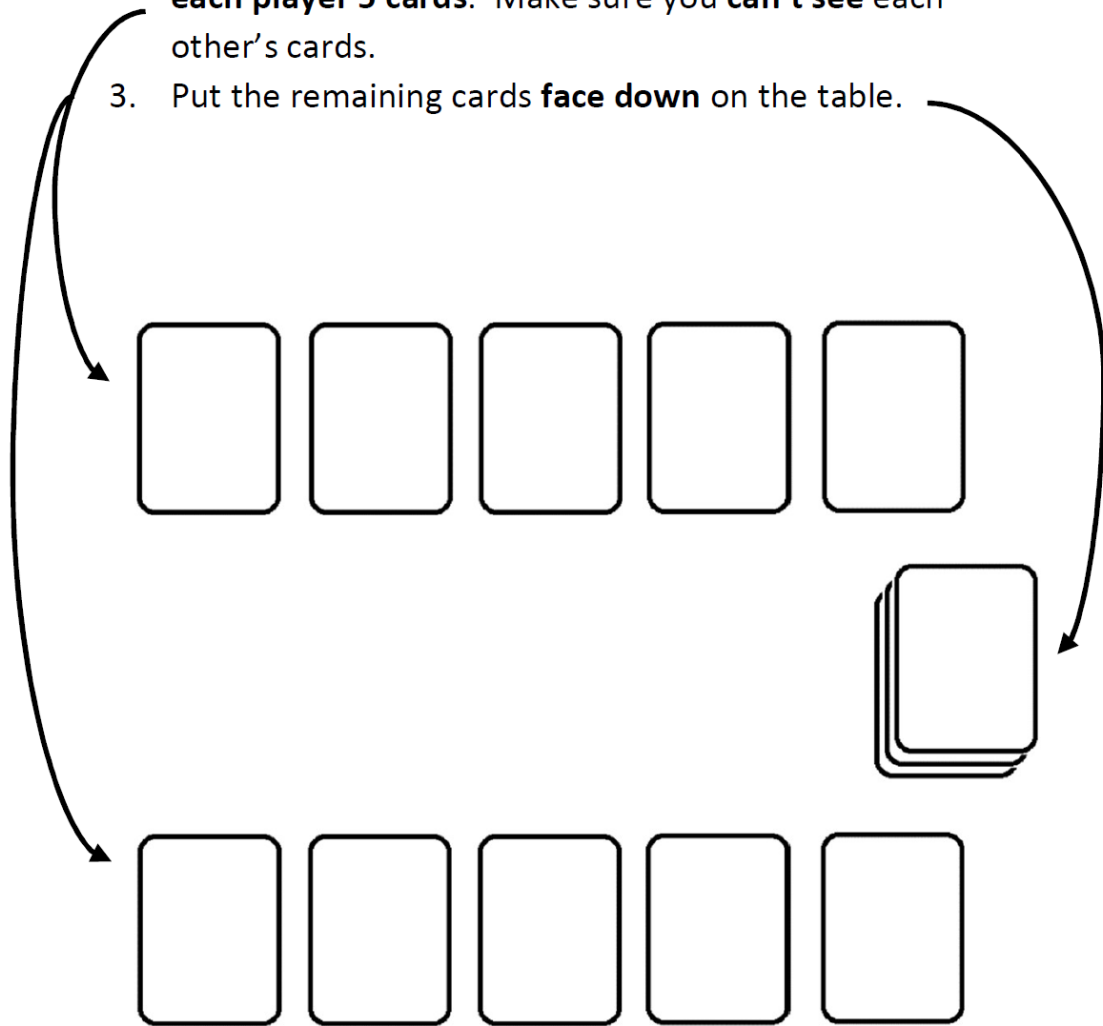 each player 5 cards. Make sure you can't see each
other's cards.
3. Put the remaining cards face down on the table.